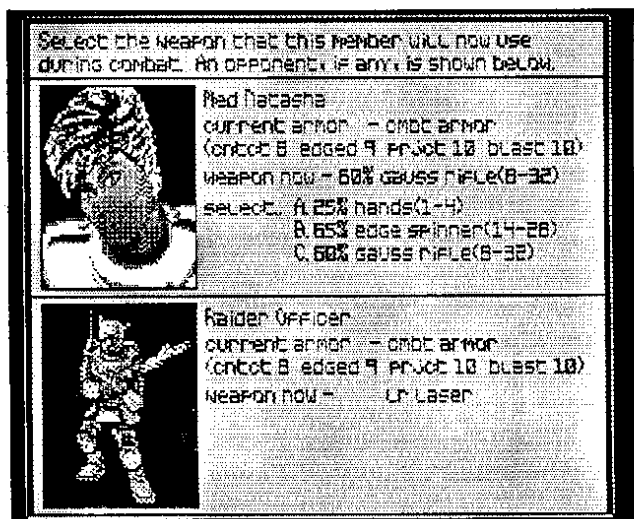 Select the weapon that this member will now use
during combat. An opponent, if any, is shown below.
Med Natasha
current armor - cmbt armor
(cntct 8 edged 9 prjct 10 blast 10)
weapon now - 60% gauss rifle(8-32)
select. A.25% hands(1-4)
B.65% edge spinner(14-28)
C.60% gauss rifle(8-32)
Raider Officer
current armor - cmbt armor
(cntct 8 edged 9 prjct 10 blast 10)
weapon now - Lr Laser